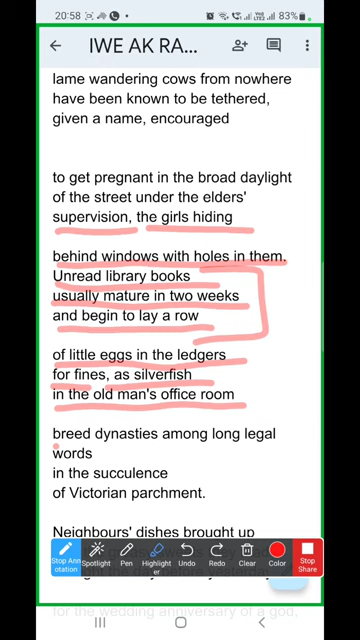 20:58
83%
IWE AK RA...
lame wandering cows from nowhere
have been known to be tethered,
given a name, encouraged
to get pregnant in the broad daylight
of the street under the elders'
supervision, the girls hiding
behind windows with holes in them.
Unread library books
usually mature in two weeks
and begin to lay a row
of little eggs in the ledgers
for fines, as silverfish
in the old man's office room
breed dynasties among long legal
words
in the succulence
of Victorian parchment.
Neighbours' dishes brought up
Stop Ann
otation
Spotlight
Pen
Highlighter
Undo
Redo
Clear
Color
Stop
Share
for the wedding anniversary of a god,